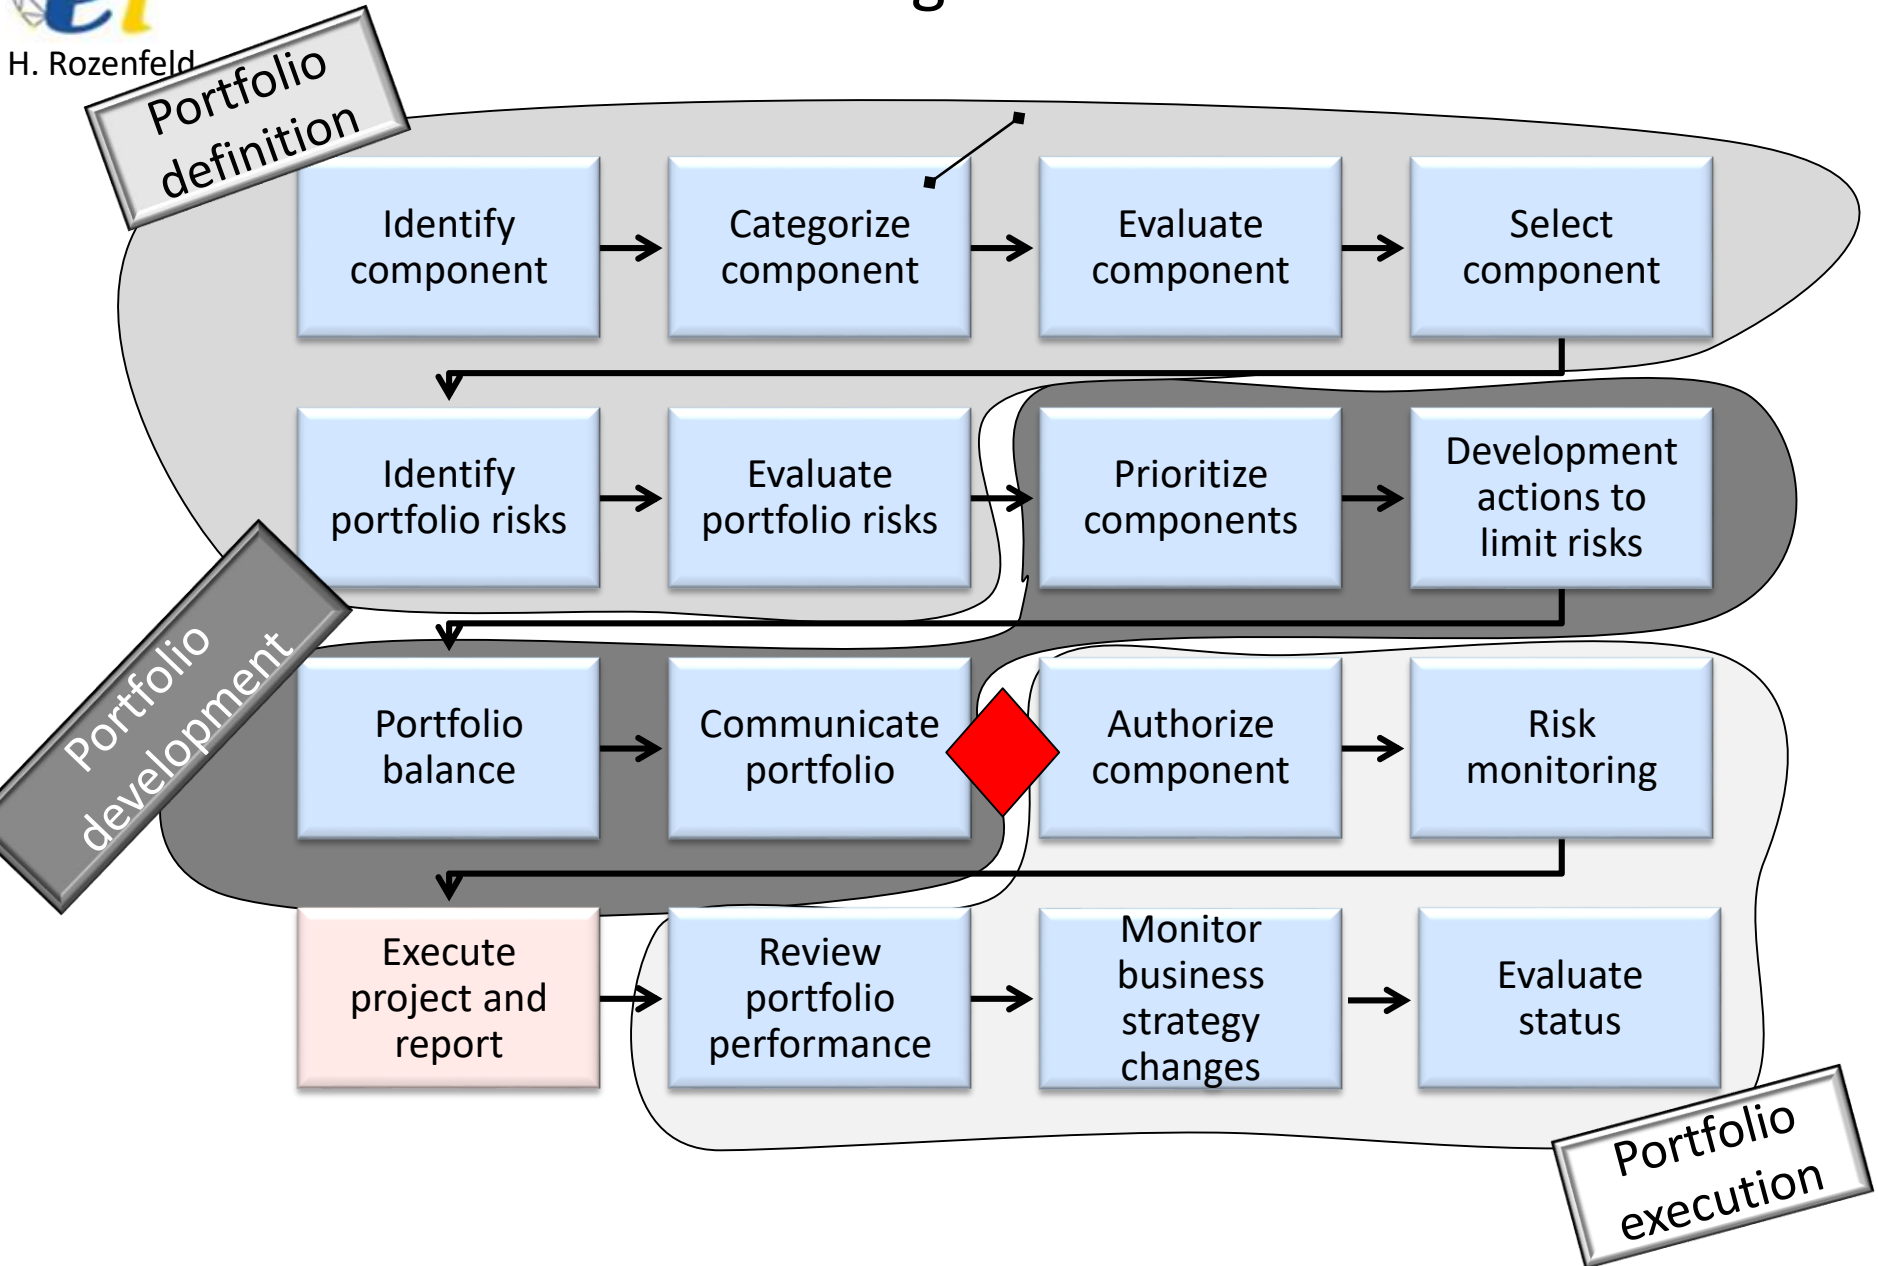 H. Rozenfeld
Portfolio
definition
Identify
component
Categorize
component
Evaluate
component
Select
component
Identify
portfolio risks
Evaluate
portfolio risks
Prioritize
components
Development
actions to
limit risks
Portfolio
development
Portfolio
balance
Communicate
portfolio
Authorize
component
Risk
monitoring
Execute
project and
report
Review
portfolio
performance
Monitor
business
strategy
changes
Evaluate
status
Portfolio
execution